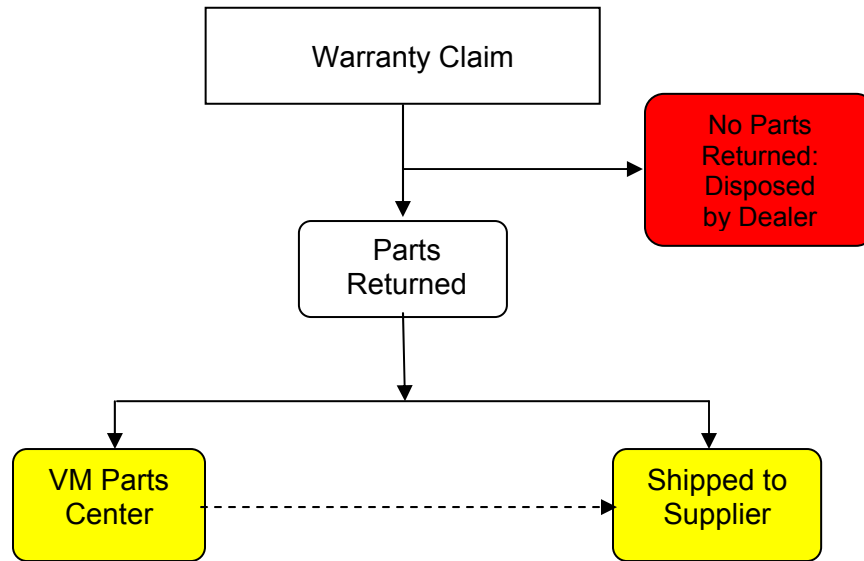 Warranty Claim
No Parts
Returned:
Disposed
by Dealer
Parts
Returned
VM Parts
Center
Shipped to
Supplier